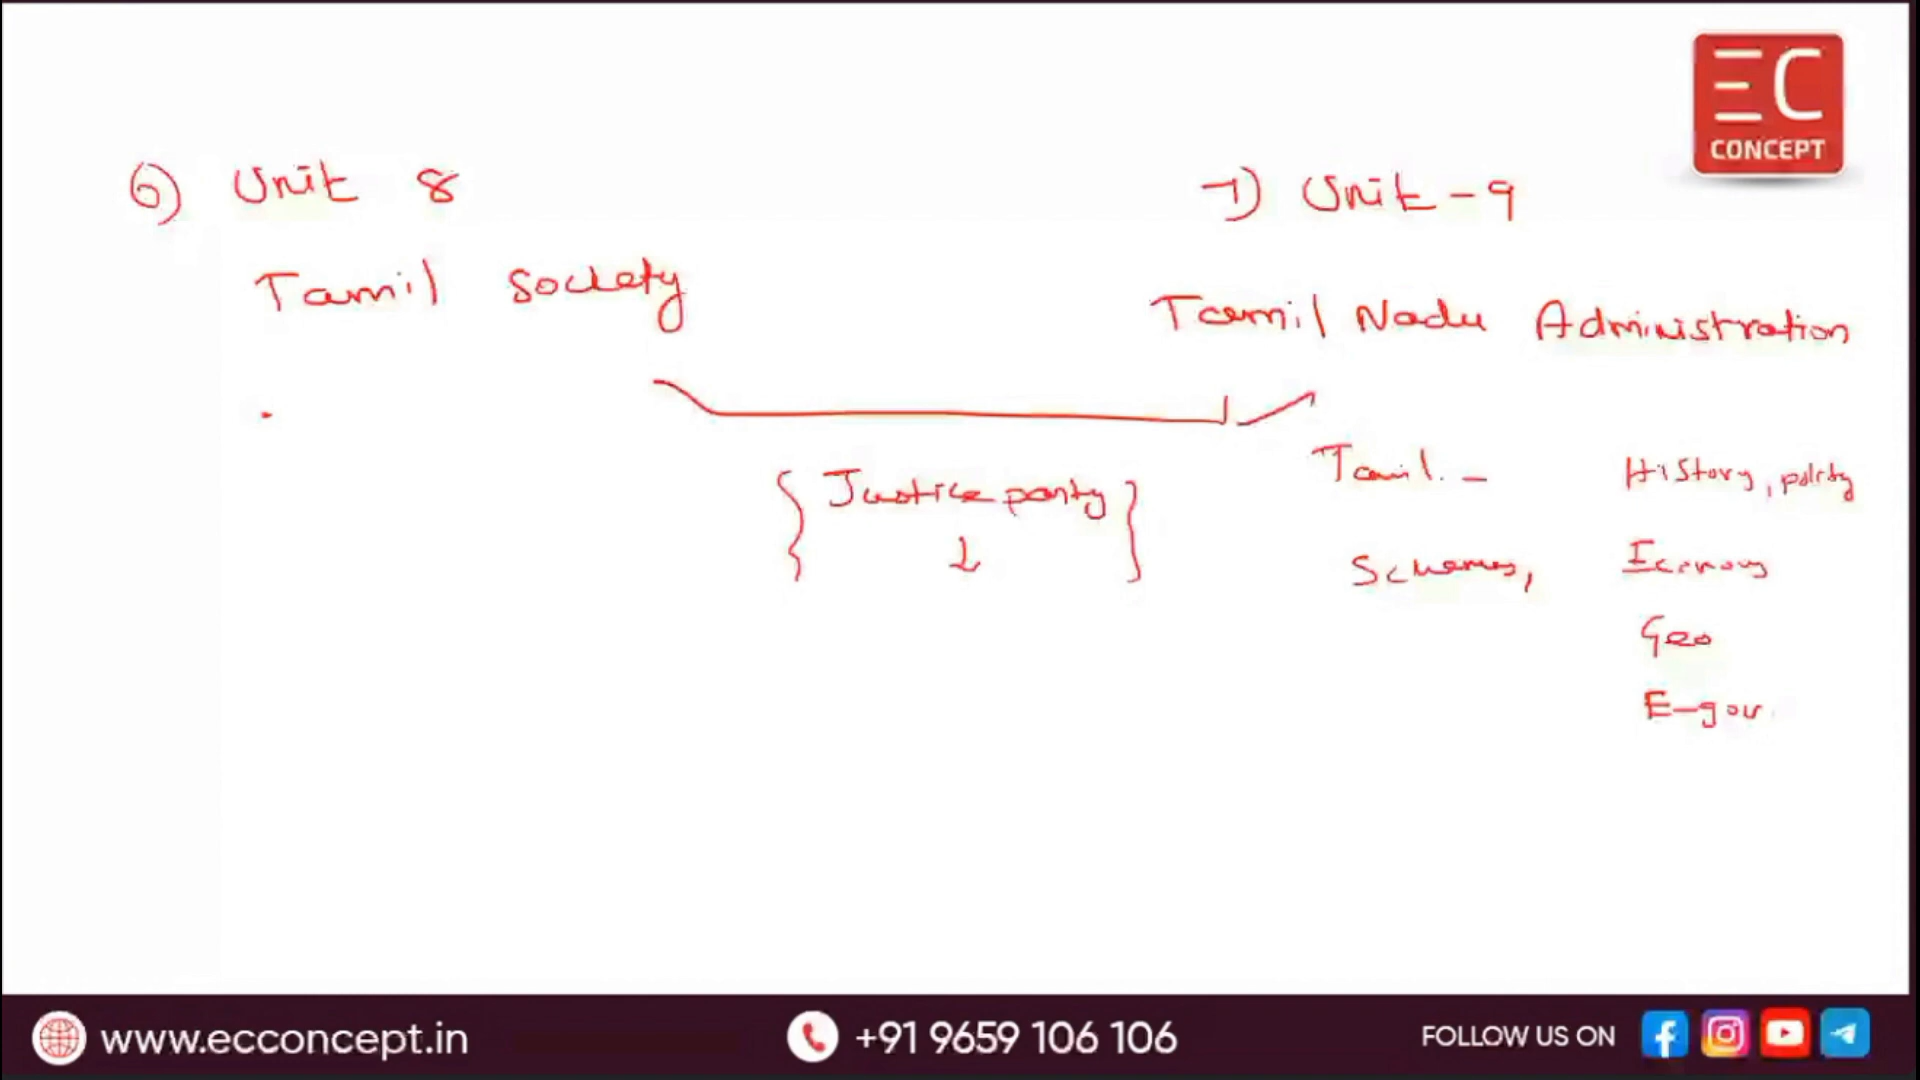 EC
CONCEPT
6) Unit 8
Tamil Society
7) Unit - 9
Tamil Nadu Administration
{ Justice party }
↓
Tamil. - History, polity
Schemes, Economy
Geo
E-gov.
www.ecconcept.in
+91 9659 106 106
FOLLOW US ON